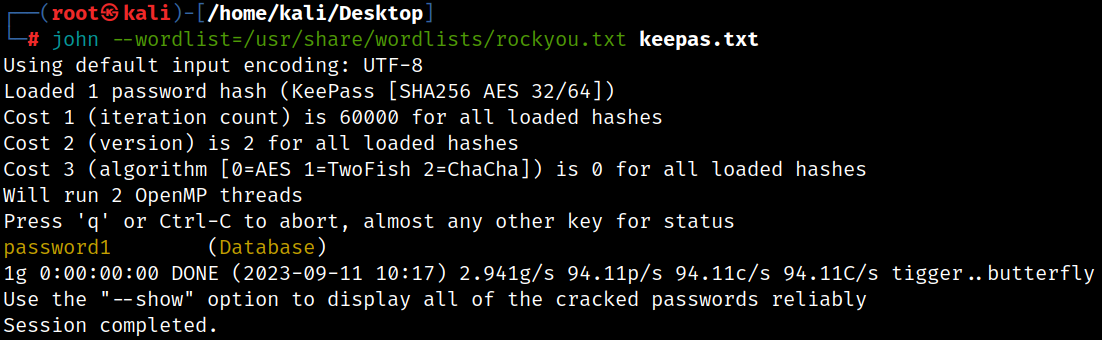 ┌──(root㉿kali)-[/home/kali/Desktop]
└─# john --wordlist=/usr/share/wordlists/rockyou.txt keepas.txt
Using default input encoding: UTF-8
Loaded 1 password hash (KeePass [SHA256 AES 32/64])
Cost 1 (iteration count) is 60000 for all loaded hashes
Cost 2 (version) is 2 for all loaded hashes
Cost 3 (algorithm [0=AES 1=TwoFish 2=ChaCha]) is 0 for all loaded hashes
Will run 2 OpenMP threads
Press 'q' or Ctrl-C to abort, almost any other key for status
password1        (Database)
1g 0:00:00:00 DONE (2023-09-11 10:17) 2.941g/s 94.11p/s 94.11c/s 94.11C/s tigger..butterfly
Use the "--show" option to display all of the cracked passwords reliably
Session completed.